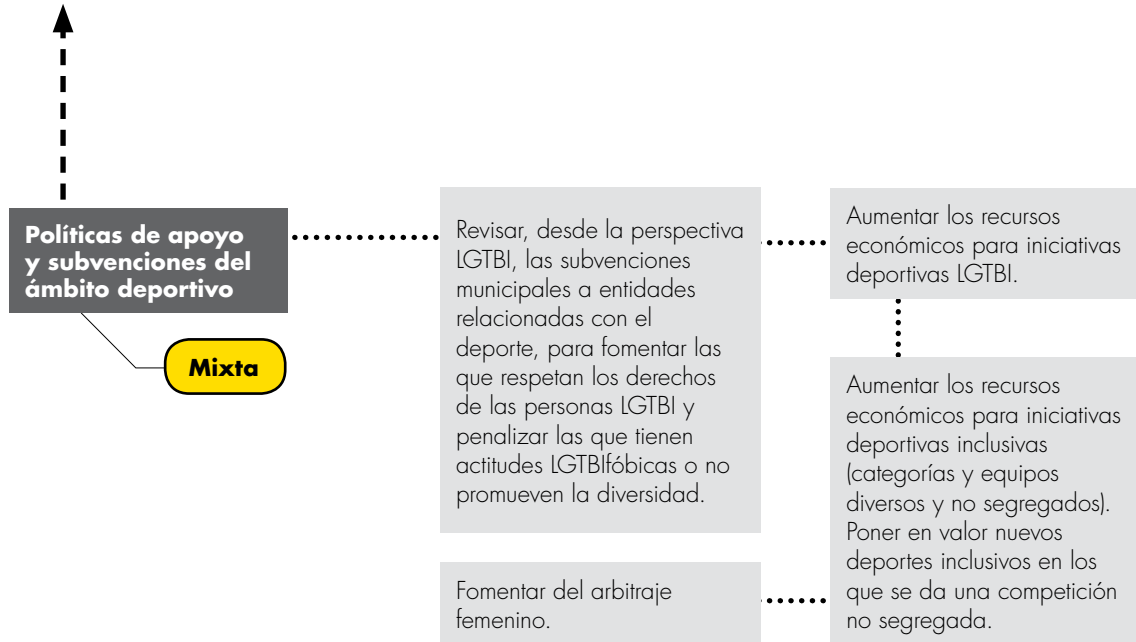 Políticas de apoyo
y subvenciones del
ámbito deportivo
Mixta
Revisar, desde la perspectiva
LGTBI, las subvenciones
municipales a entidades
relacionadas con el
deporte, para fomentar las
que respetan los derechos
de las personas LGTBI y
penalizar las que tienen
actitudes LGTBIfóbicas o no
promueven la diversidad.
Aumentar los recursos
económicos para iniciativas
deportivas LGTBI.
Aumentar los recursos
económicos para iniciativas
deportivas inclusivas
(categorías y equipos
diversos y no segregados).
Poner en valor nuevos
deportes inclusivos en los
que se da una competición
no segregada.
Fomentar del arbitraje
femenino.